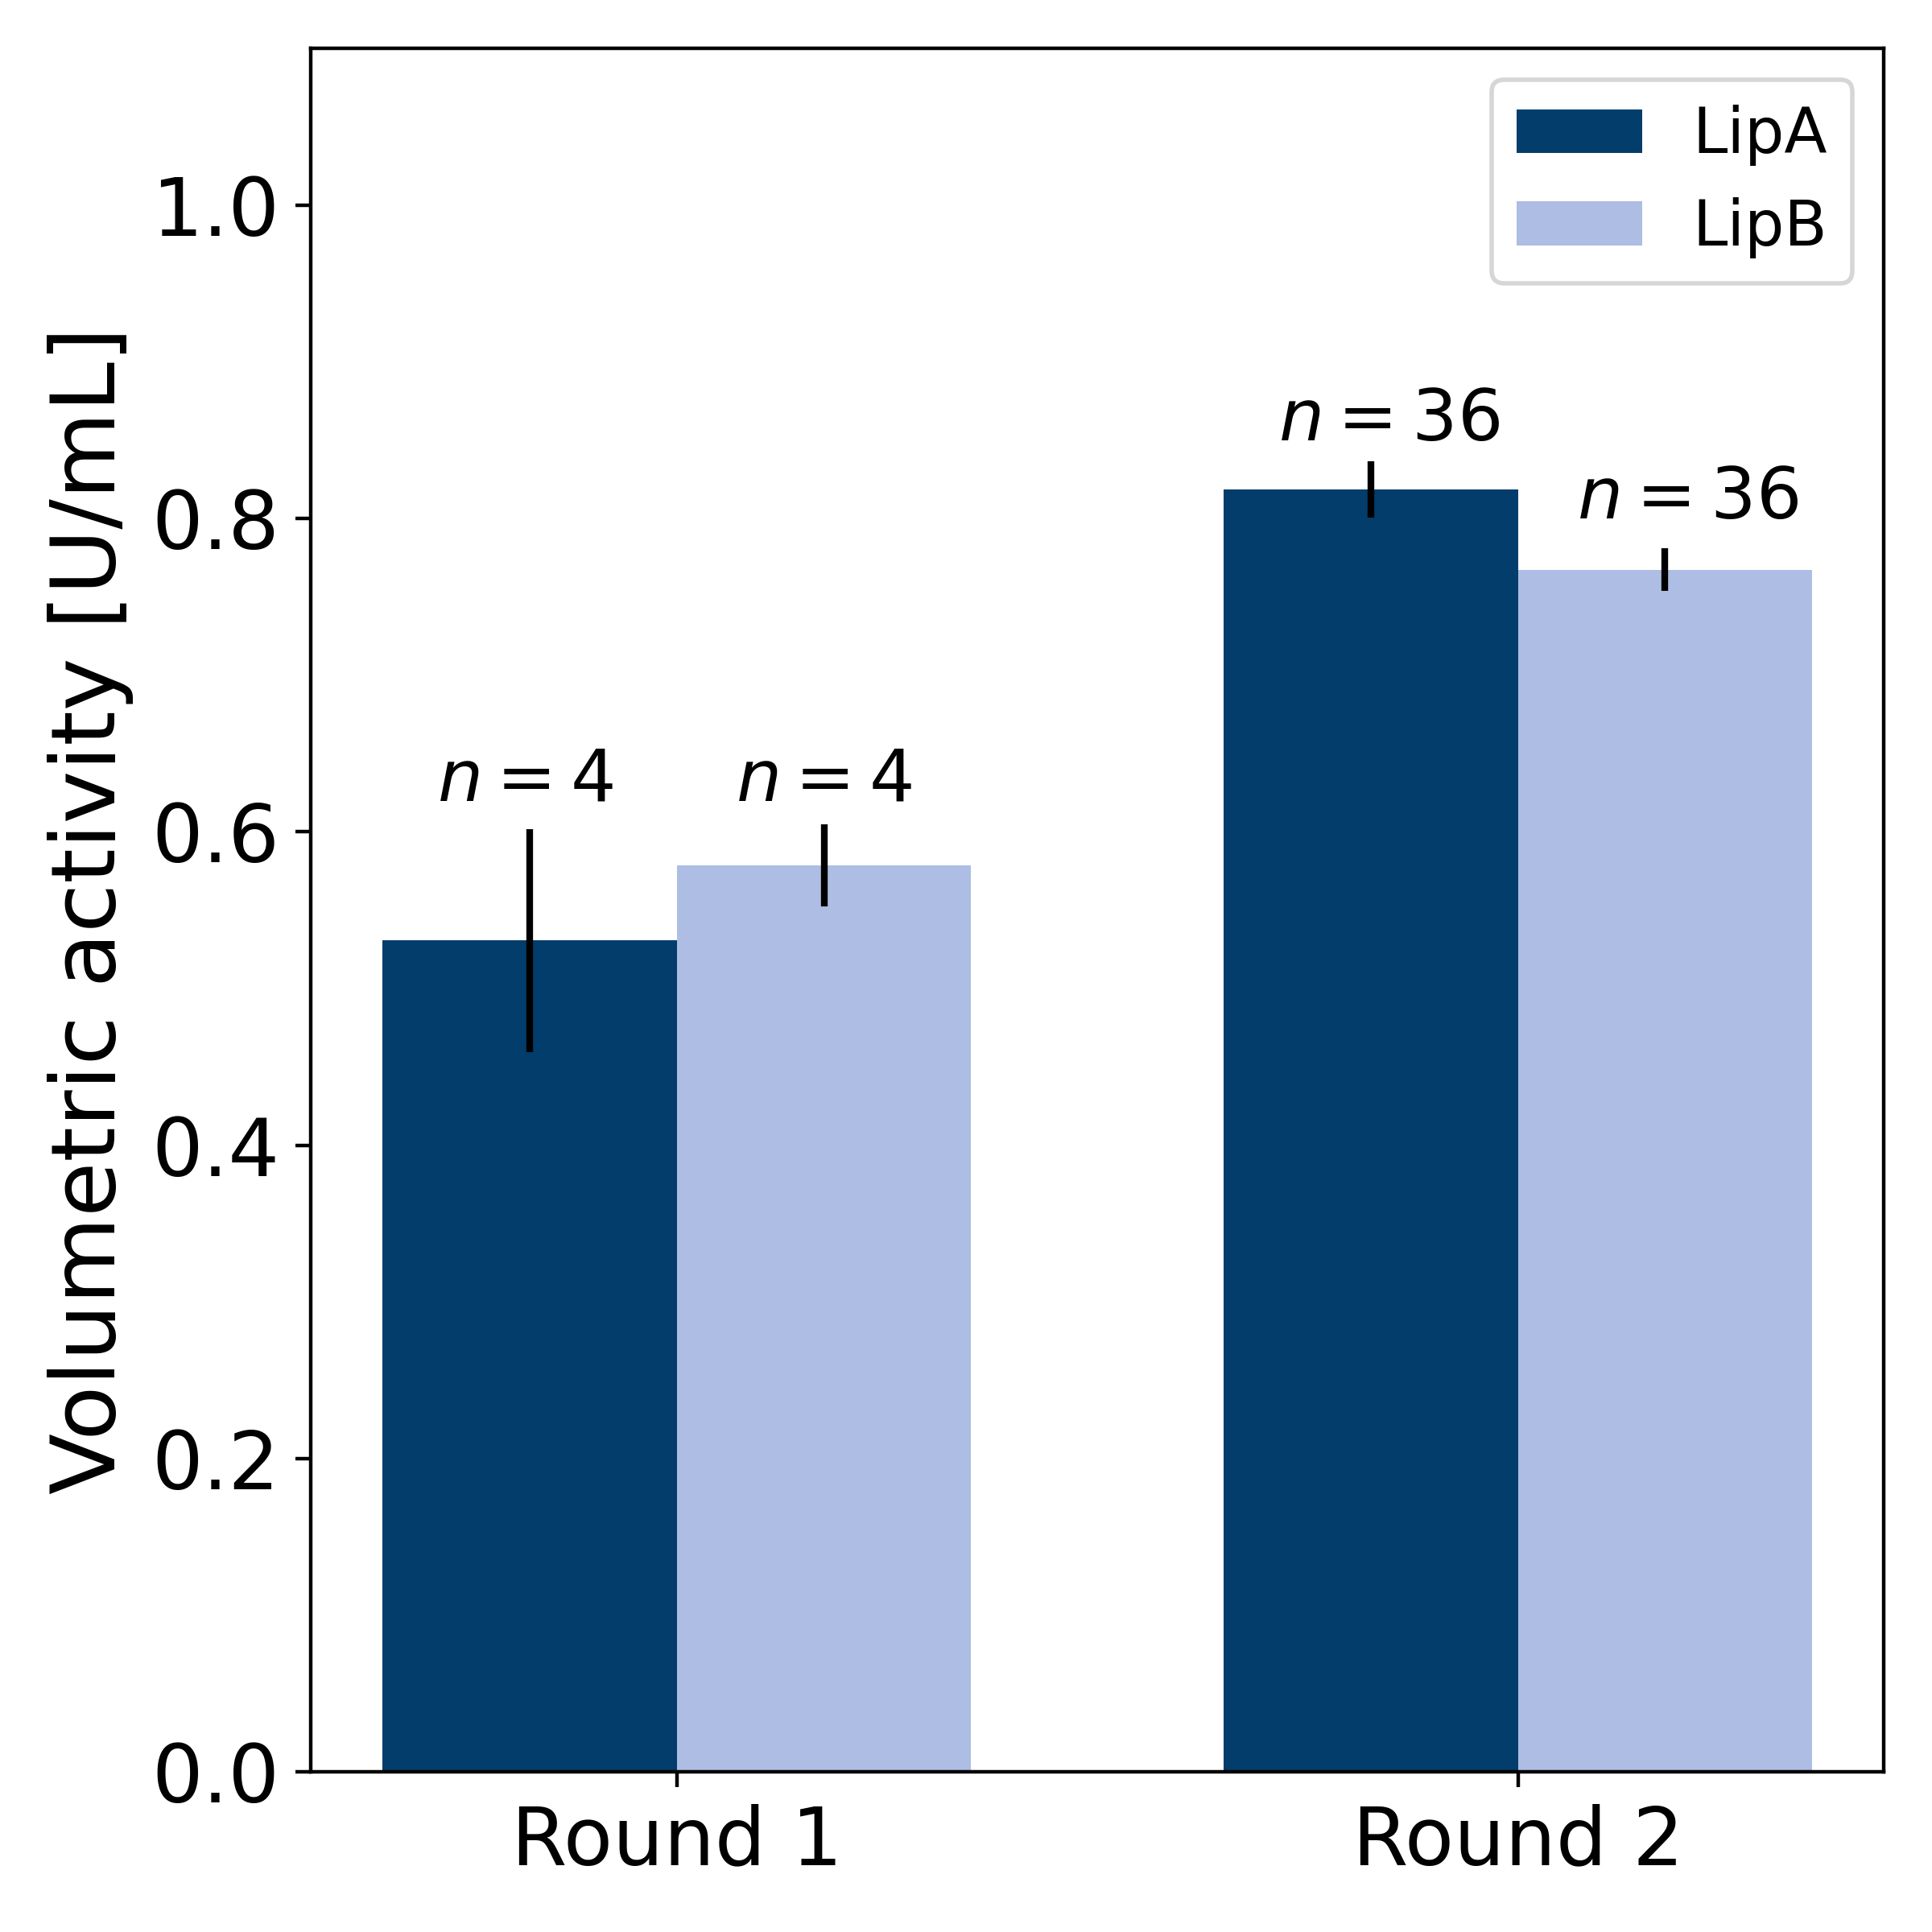 Volumetric activity [U/mL]
1.0
0.8
0.6
0.4
0.2
0.0
LipA
LipB
n = 36
n = 36
n = 4 n = 4
Round 1 Round 2